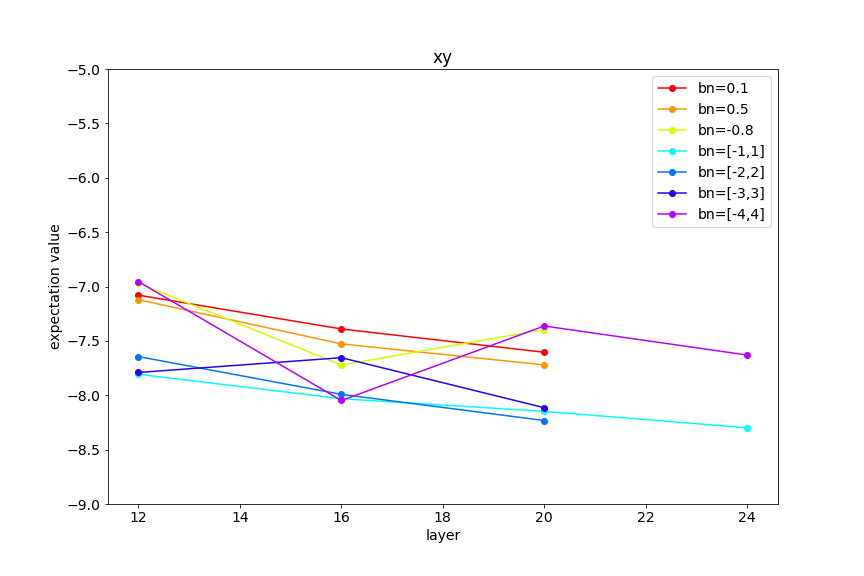 xy
−5.0
−5.5
−6.0
−6.5
−7.0
−7.5
−8.0
−8.5
−9.0
expectation value
bn=0.1
bn=0.5
bn=-0.8
bn=[-1,1]
bn=[-2,2]
bn=[-3,3]
bn=[-4,4]
12 14 16 18 20 22 24
layer